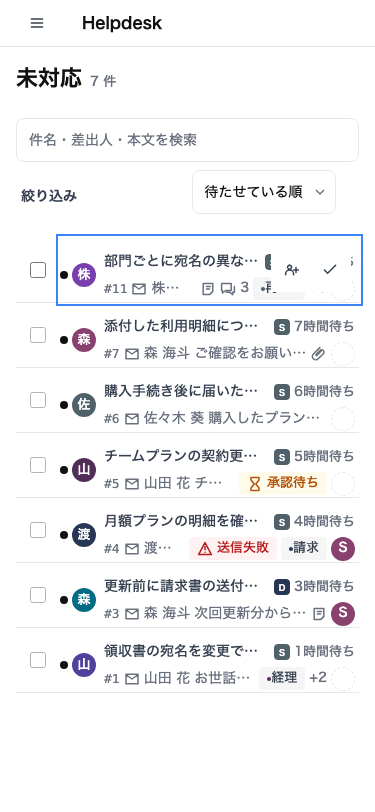 Helpdesk
未対応 7 件
件名・差出人・本文を検索
絞り込み 待たせている順
部門ごとに宛名の異な…
株 #11 株… 3
添付した利用明細につ… S 7時間待ち
森 #7 森 海斗 ご確認をお願い…
購入手続き後に届いた… S 6時間待ち
佐 #6 佐々木 葵 購入したプラン…
チームプランの契約更… S 5時間待ち
山 #5 山田 花 チ… 承認待ち
月額プランの明細を確… S 4時間待ち
渡 #4 渡… 送信失敗 •請求 S
更新前に請求書の送付… D 3時間待ち
森 #3 森 海斗 次回更新分から… S
領収書の宛名を変更で… S 1時間待ち
山 #1 山田 花 お世話… •経理 +2